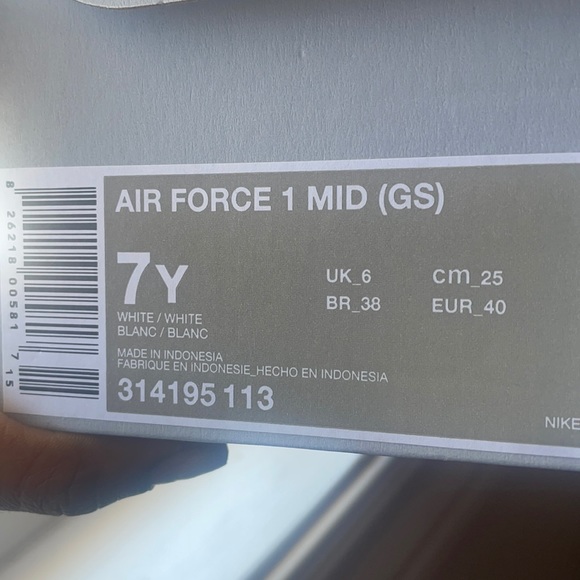 AIR FORCE 1 MID (GS)
7Y
UK_6 cm_25
BR_38 EUR_40
WHITE / WHITE
BLANC / BLANC
MADE IN INDONESIA
FABRIQUE EN INDONESIE_HECHO EN INDONESIA
314195 113
NIKE
8 26218 00581 7 15